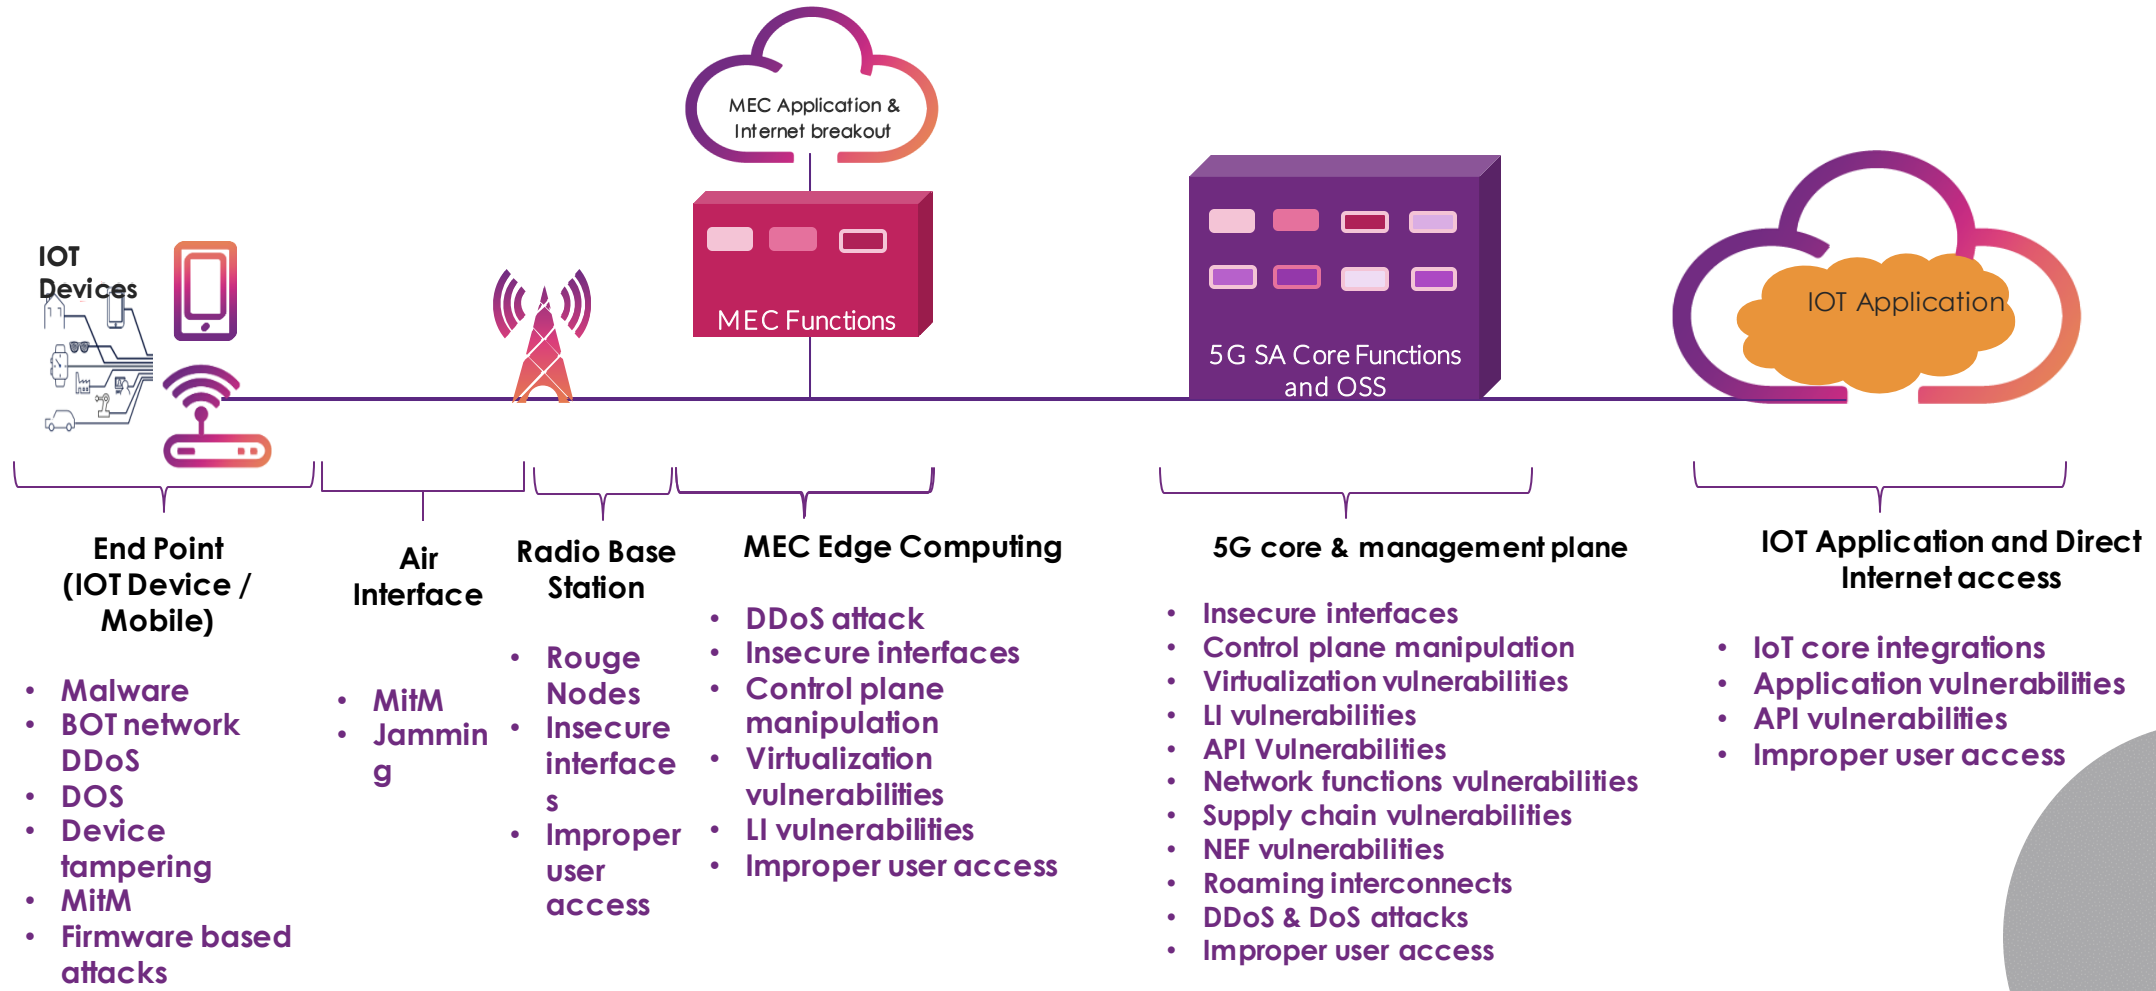 MEC Application &
Internet breakout
IOT
Devices
MEC Functions
5G SA Core Functions
and OSS
IOT Application
End Point
(IOT Device /
Mobile)
• Malware
• BOT network
DDoS
• DOS
• Device
tampering
• MitM
• Firmware based
attacks
Air
Interface
• MitM
• Jammin
g
Radio Base
Station
• Rouge
Nodes
• Insecure
interface
s
• Improper
user
access
MEC Edge Computing
• DDoS attack
• Insecure interfaces
• Control plane
manipulation
• Virtualization
vulnerabilities
• LI vulnerabilities
• Improper user access
5G core & management plane
• Insecure interfaces
• Control plane manipulation
• Virtualization vulnerabilities
• LI vulnerabilities
• API Vulnerabilities
• Network functions vulnerabilities
• Supply chain vulnerabilities
• NEF vulnerabilities
• Roaming interconnects
• DDoS & DoS attacks
• Improper user access
IOT Application and Direct
Internet access
• IoT core integrations
• Application vulnerabilities
• API vulnerabilities
• Improper user access